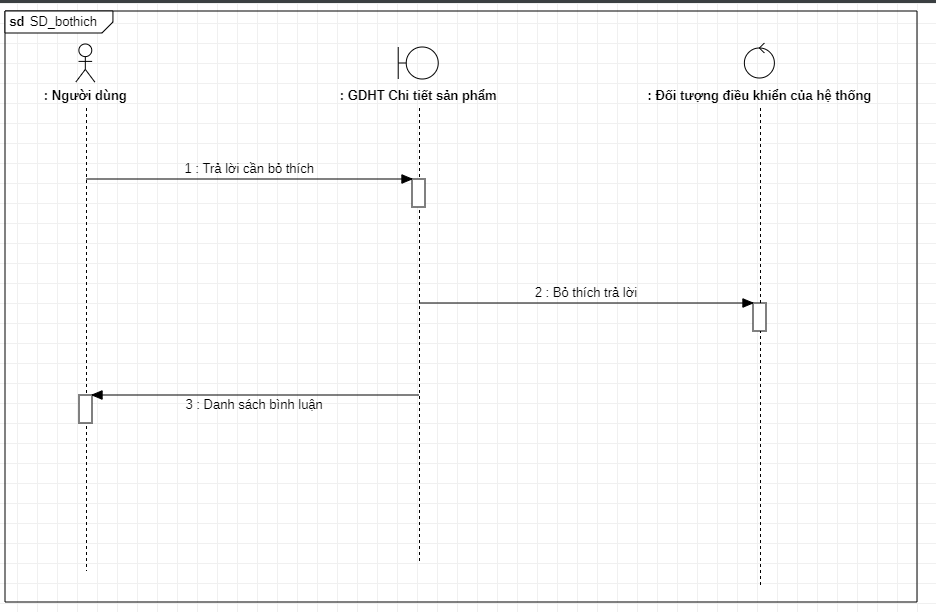 sd SD_bothich
: Người dùng
: GDHT Chi tiết sản phẩm
: Đối tượng điều khiển của hệ thống
1 : Trả lời cần bỏ thích
2 : Bỏ thích trả lời
3 : Danh sách bình luận